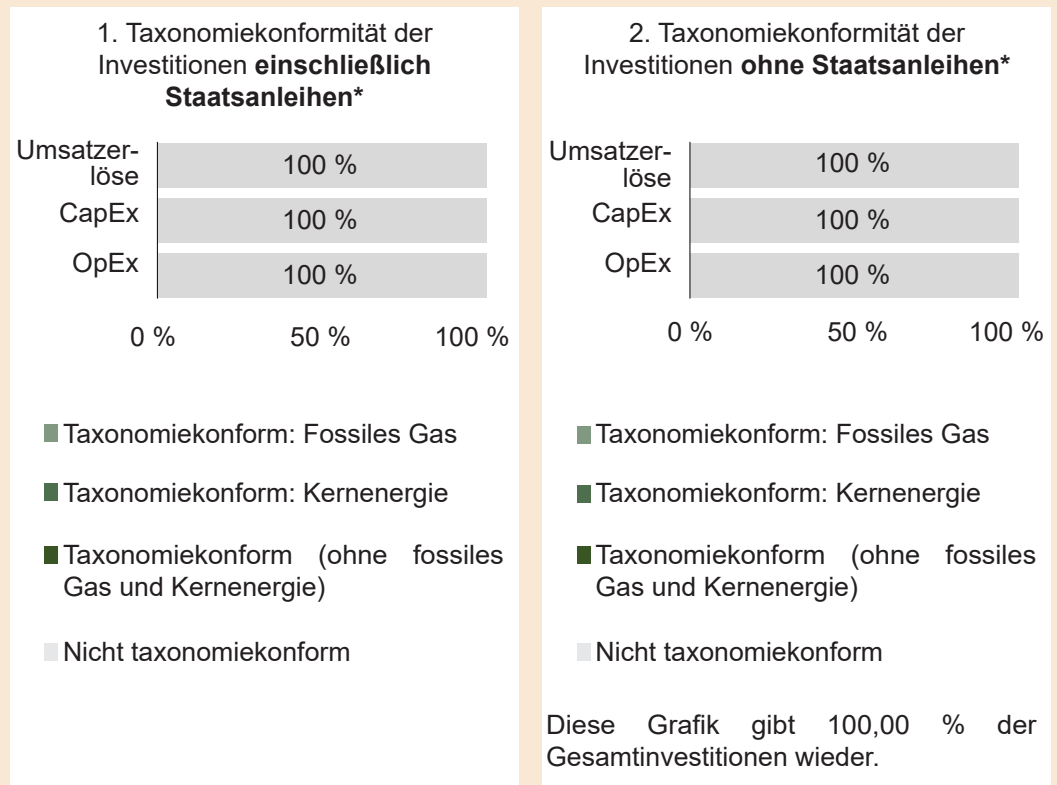 1. Taxonomiekonformität der
Investitionen einschließlich
Staatsanleihen*
Umsatzer-
löse
100 %
CapEx
100 %
OpEx
100 %
0 % 50 % 100 %
Taxonomiekonform: Fossiles Gas
Taxonomiekonform: Kernenergie
Taxonomiekonform (ohne fossiles
Gas und Kernenergie)
Nicht taxonomiekonform
2. Taxonomiekonformität der
Investitionen ohne Staatsanleihen*
Umsatzer-
löse
100 %
CapEx
100 %
OpEx
100 %
0 % 50 % 100 %
Taxonomiekonform: Fossiles Gas
Taxonomiekonform: Kernenergie
Taxonomiekonform (ohne fossiles
Gas und Kernenergie)
Nicht taxonomiekonform
Diese Grafik gibt 100,00 % der
Gesamtinvestitionen wieder.